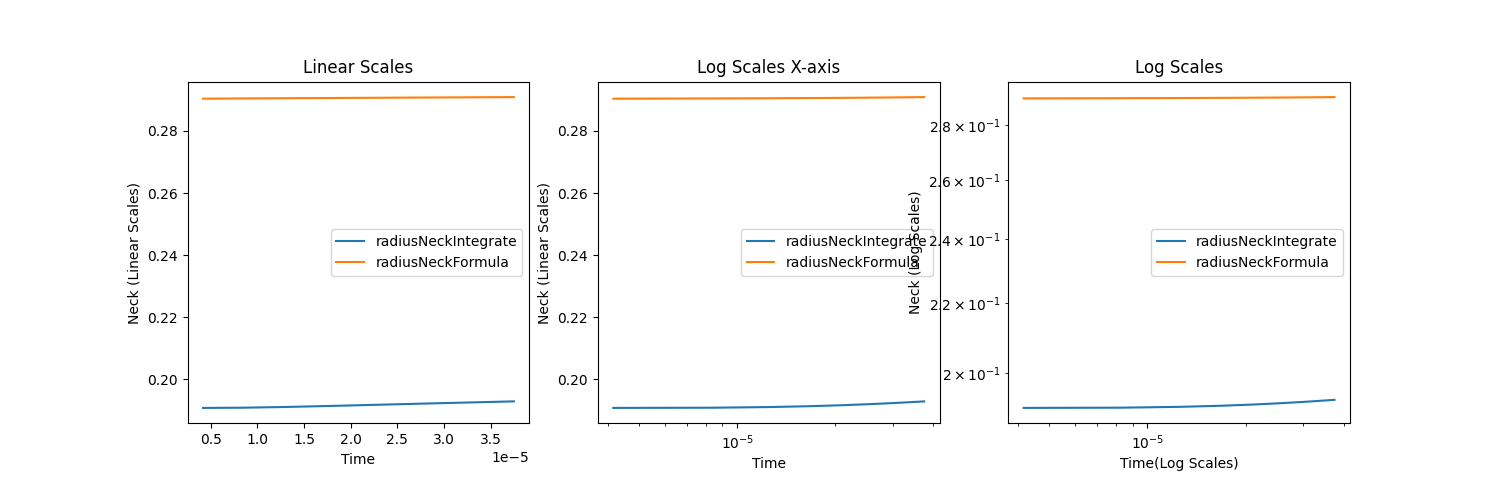 Linear Scales
Neck (Linear Scales)
0.28
0.26
0.24
0.22
0.20
radiusNeckIntegrate
radiusNeckFormula
0.5 1.0 1.5 2.0 2.5 3.0 3.5
1e−5
Time
Log Scales X-axis
Neck (Linear Scales)
0.28
0.26
0.24
0.22
0.20
radiusNeckIntegrate
radiusNeckFormula
10⁻⁵
Time
Log Scales
Neck (Log Scales)
2.8 × 10⁻¹
2.6 × 10⁻¹
2.4 × 10⁻¹
2.2 × 10⁻¹
2 × 10⁻¹
radiusNeckIntegrate
radiusNeckFormula
10⁻⁵
Time(Log Scales)